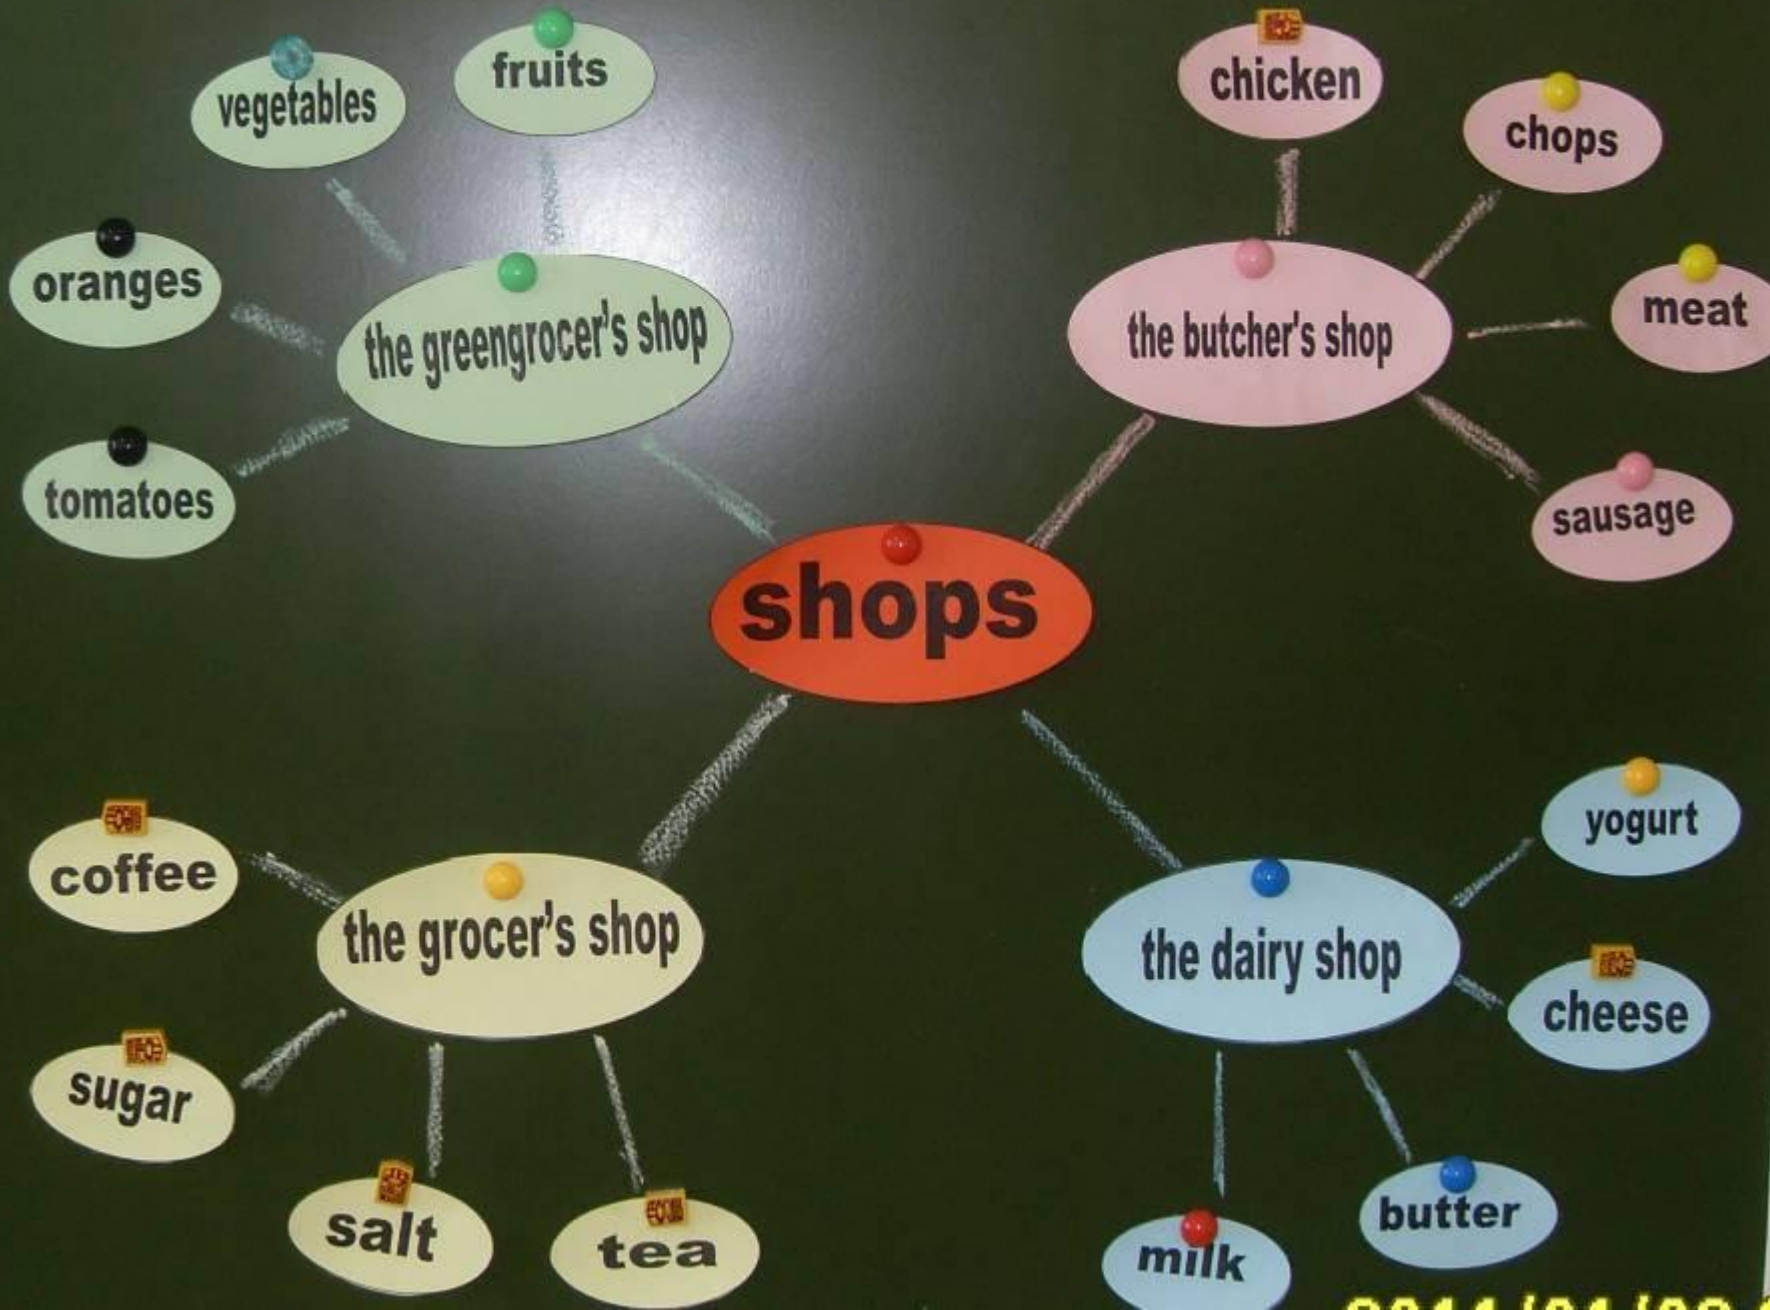 vegetables
fruits
oranges
the greengrocer's shop
tomatoes
chicken
chops
the butcher's shop
meat
sausage
shops
coffee
the grocer's shop
sugar
salt
tea
the dairy shop
yogurt
cheese
butter
milk